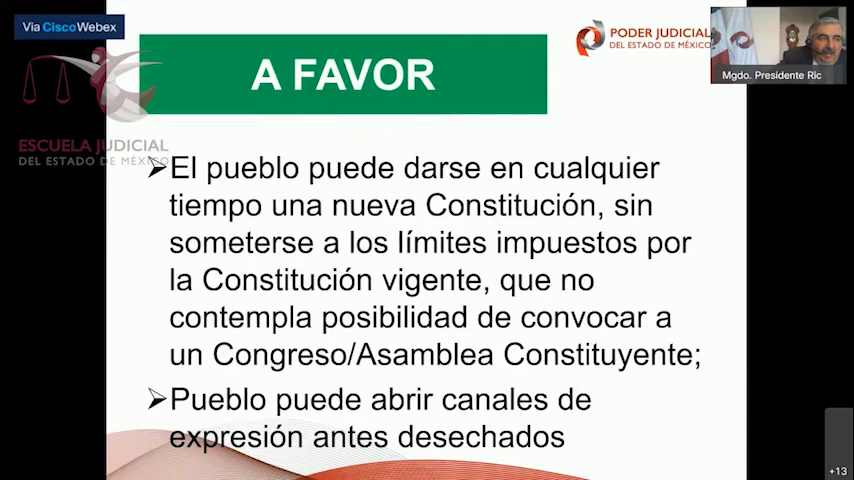 Vía CiscoWebex
PODER JUDICIAL
DEL ESTADO DE MÉXICO
Mgdo. Presidente Ric
A FAVOR
ESCUELA JUDICIAL
DEL ESTADO DE MÉXICO
➢El pueblo puede darse en cualquier
tiempo una nueva Constitución, sin
someterse a los límites impuestos por
la Constitución vigente, que no
contempla posibilidad de convocar a
un Congreso/Asamblea Constituyente;
➢Pueblo puede abrir canales de
expresión antes desechados
+13